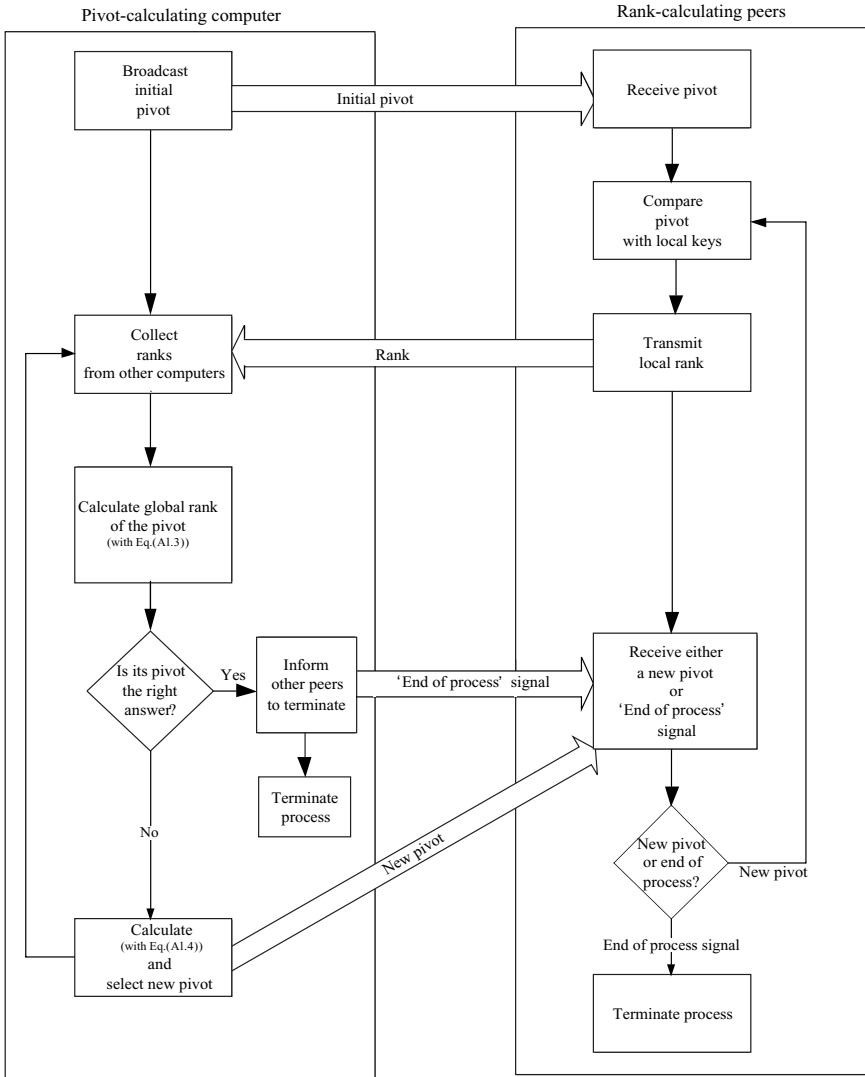 Pivot-calculating computer
Rank-calculating peers
Broadcast
initial
pivot
Initial pivot
Receive pivot
Compare
pivot
with local keys
Collect
ranks
from other computers
Rank
Transmit
local rank
Calculate global rank
of the pivot
(with Eq.(Al.3))
Is its pivot
the right
answer?
Yes
Inform
other peers
to terminate
‘End of process’ signal
Receive either
a new pivot
or
‘End of process’
signal
Terminate
process
No
New pivot
New pivot
or end of
process?
New pivot
Calculate
(with Eq.(Al.4))
and
select new pivot
End of process signal
Terminate process